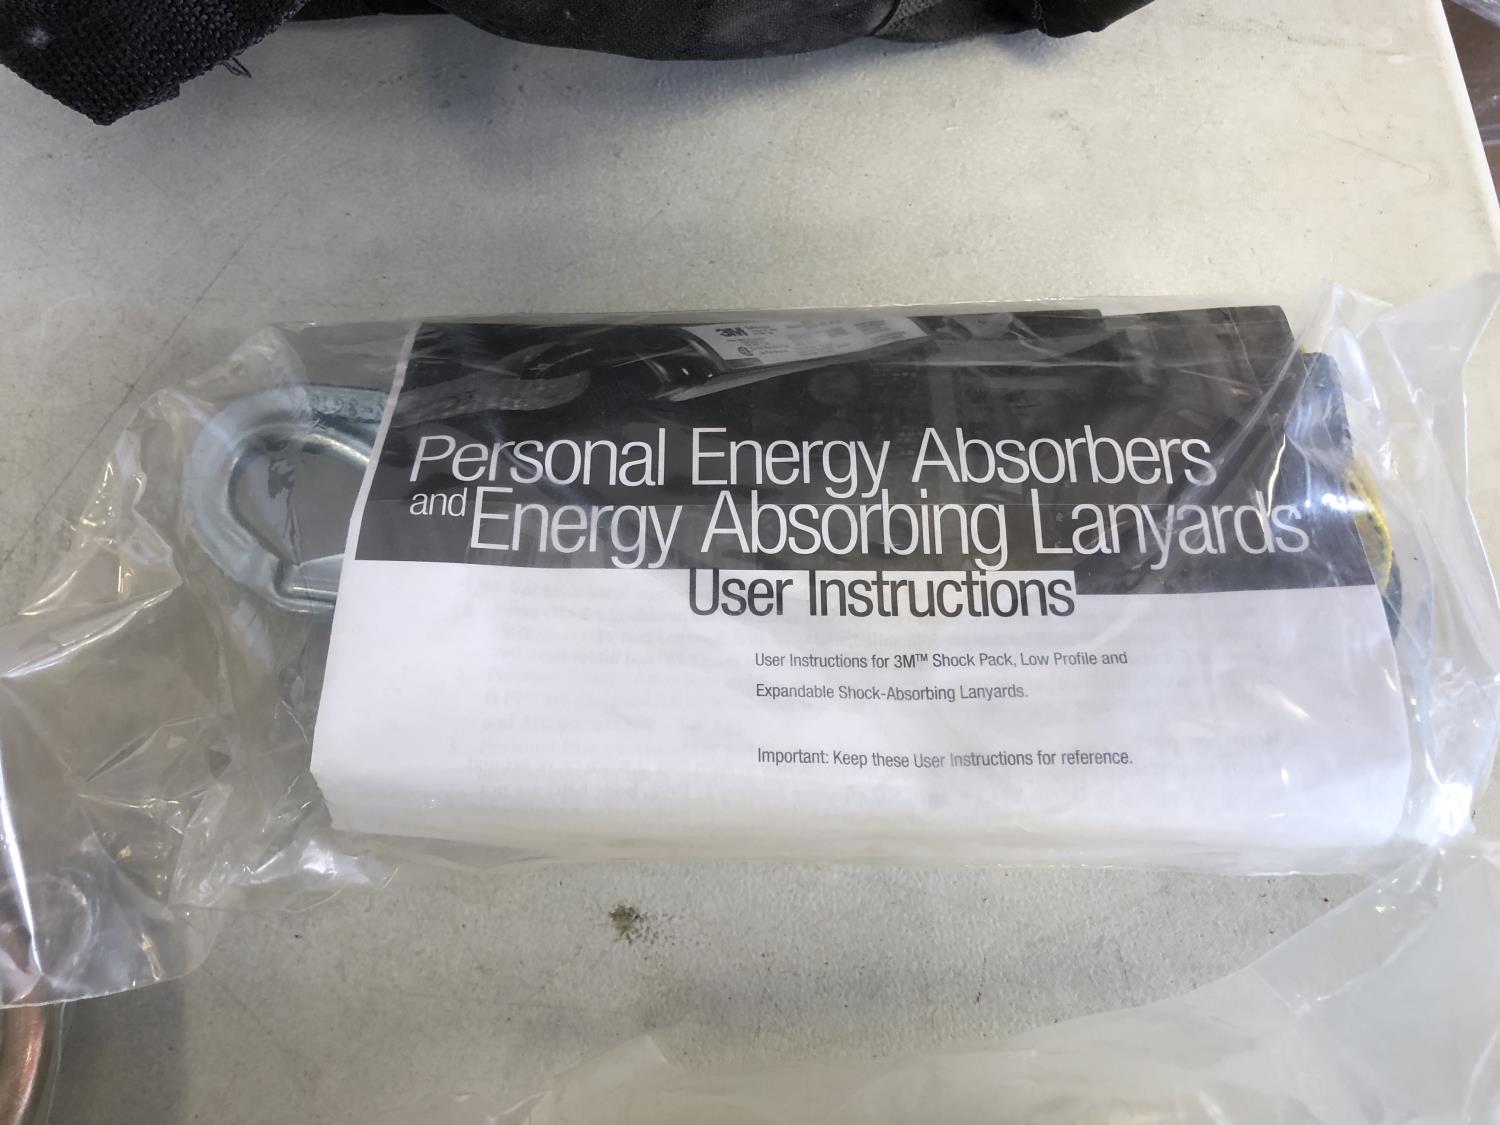 3M
Personal Energy Absorbers
and Energy Absorbing Lanyards
User Instructions
User Instructions for 3M™ Shock Pack, Low Profile and
Expandable Shock-Absorbing Lanyards.
Important: Keep these User Instructions for reference.